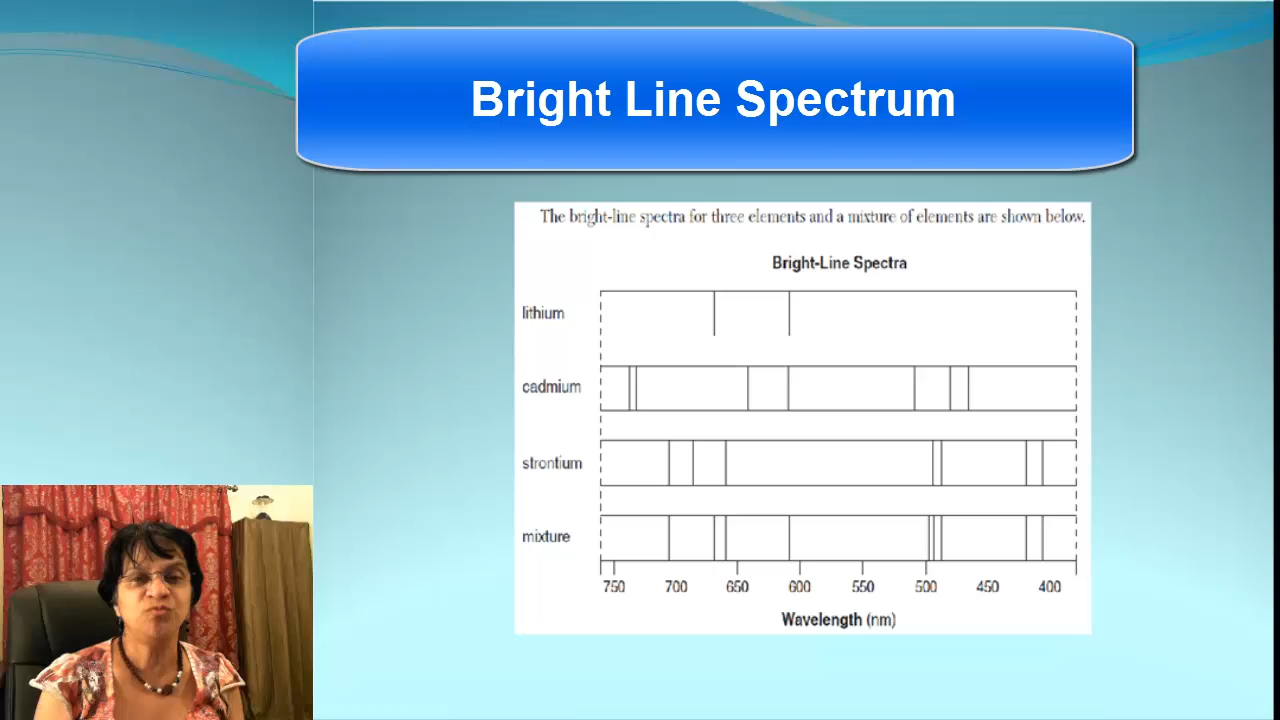 Bright Line Spectrum
The bright-line spectra for three elements and a mixture of elements are shown below.
Bright-Line Spectra
lithium
cadmium
strontium
mixture
750 700 650 600 550 500 450 400
Wavelength (nm)